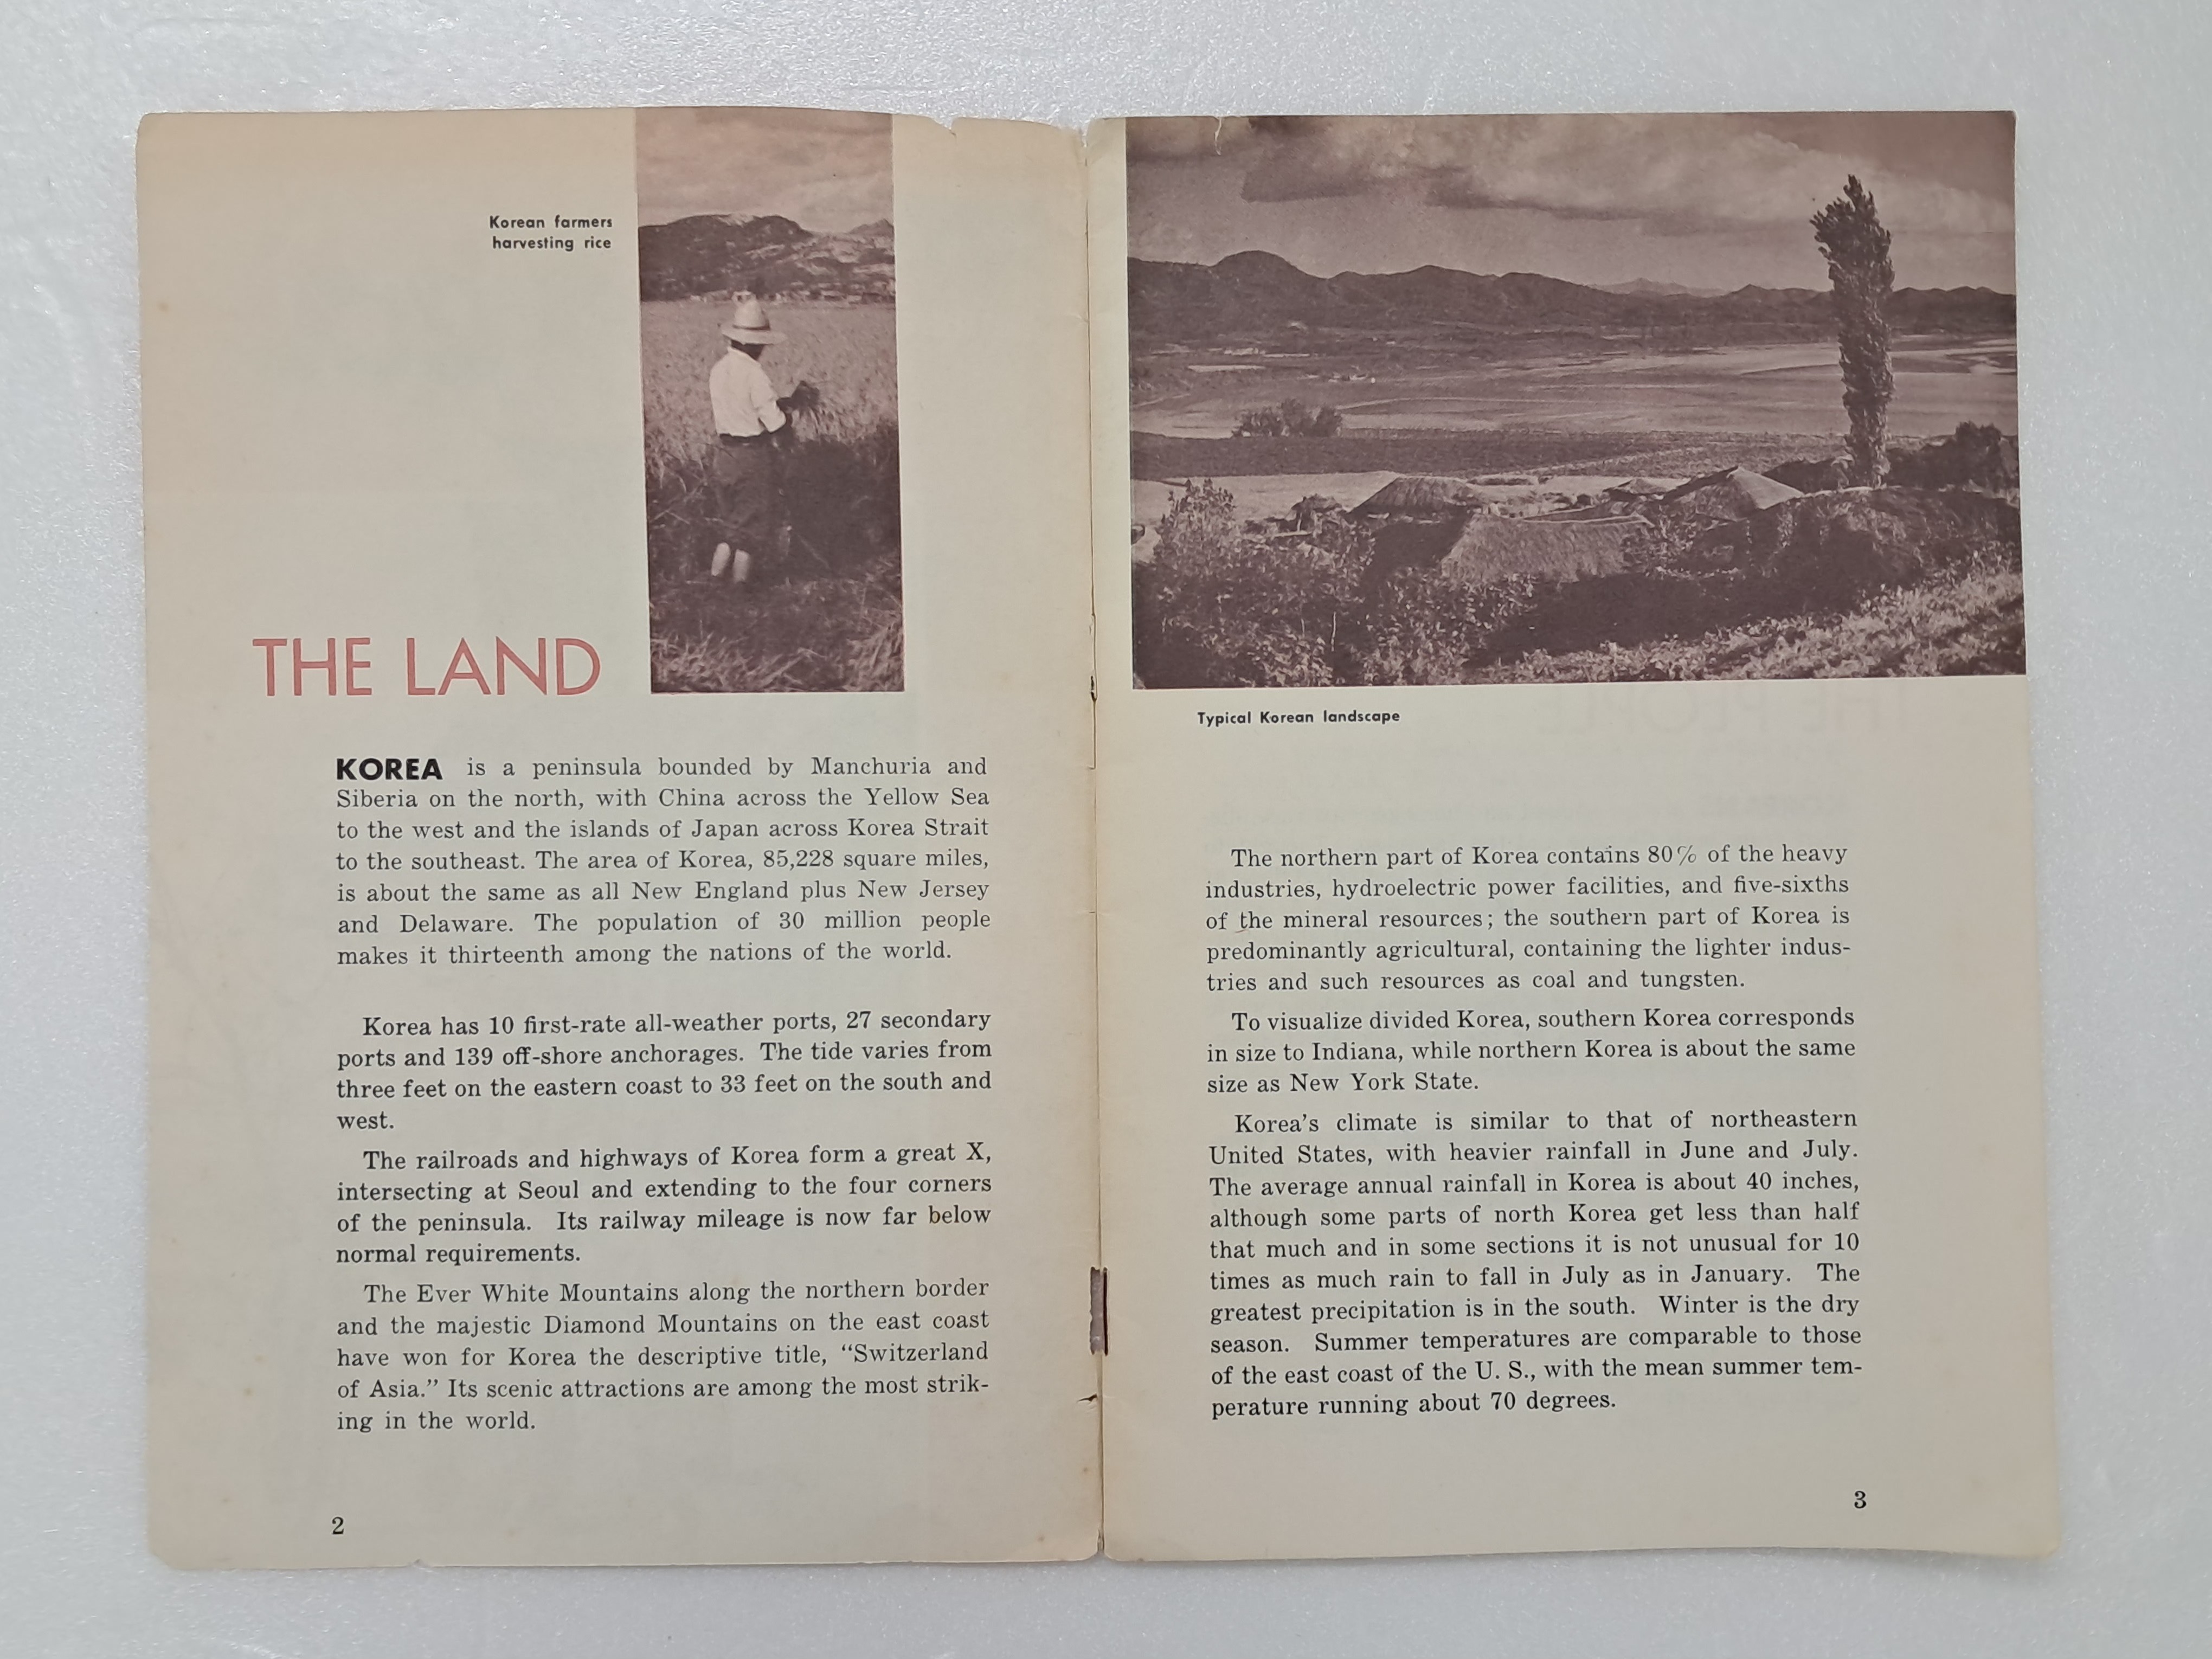 Korean farmers
harvesting rice
THE LAND
KOREA is a peninsula bounded by Manchuria and
Siberia on the north, with China across the Yellow Sea
to the west and the islands of Japan across Korea Strait
to the southeast. The area of Korea, 85,228 square miles,
is about the same as all New England plus New Jersey
and Delaware. The population of 30 million people
makes it thirteenth among the nations of the world.
Korea has 10 first-rate all-weather ports, 27 secondary
ports and 139 off-shore anchorages. The tide varies from
three feet on the eastern coast to 33 feet on the south and
west.
The railroads and highways of Korea form a great X,
intersecting at Seoul and extending to the four corners
of the peninsula. Its railway mileage is now far below
normal requirements.
The Ever White Mountains along the northern border
and the majestic Diamond Mountains on the east coast
have won for Korea the descriptive title, “Switzerland
of Asia.” Its scenic attractions are among the most strik-
ing in the world.
2
Typical Korean landscape
The northern part of Korea contains 80% of the heavy
industries, hydroelectric power facilities, and five-sixths
of the mineral resources; the southern part of Korea is
predominantly agricultural, containing the lighter indus-
tries and such resources as coal and tungsten.
To visualize divided Korea, southern Korea corresponds
in size to Indiana, while northern Korea is about the same
size as New York State.
Korea’s climate is similar to that of northeastern
United States, with heavier rainfall in June and July.
The average annual rainfall in Korea is about 40 inches,
although some parts of north Korea get less than half
that much and in some sections it is not unusual for 10
times as much rain to fall in July as in January. The
greatest precipitation is in the south. Winter is the dry
season. Summer temperatures are comparable to those
of the east coast of the U. S., with the mean summer tem-
perature running about 70 degrees.
3